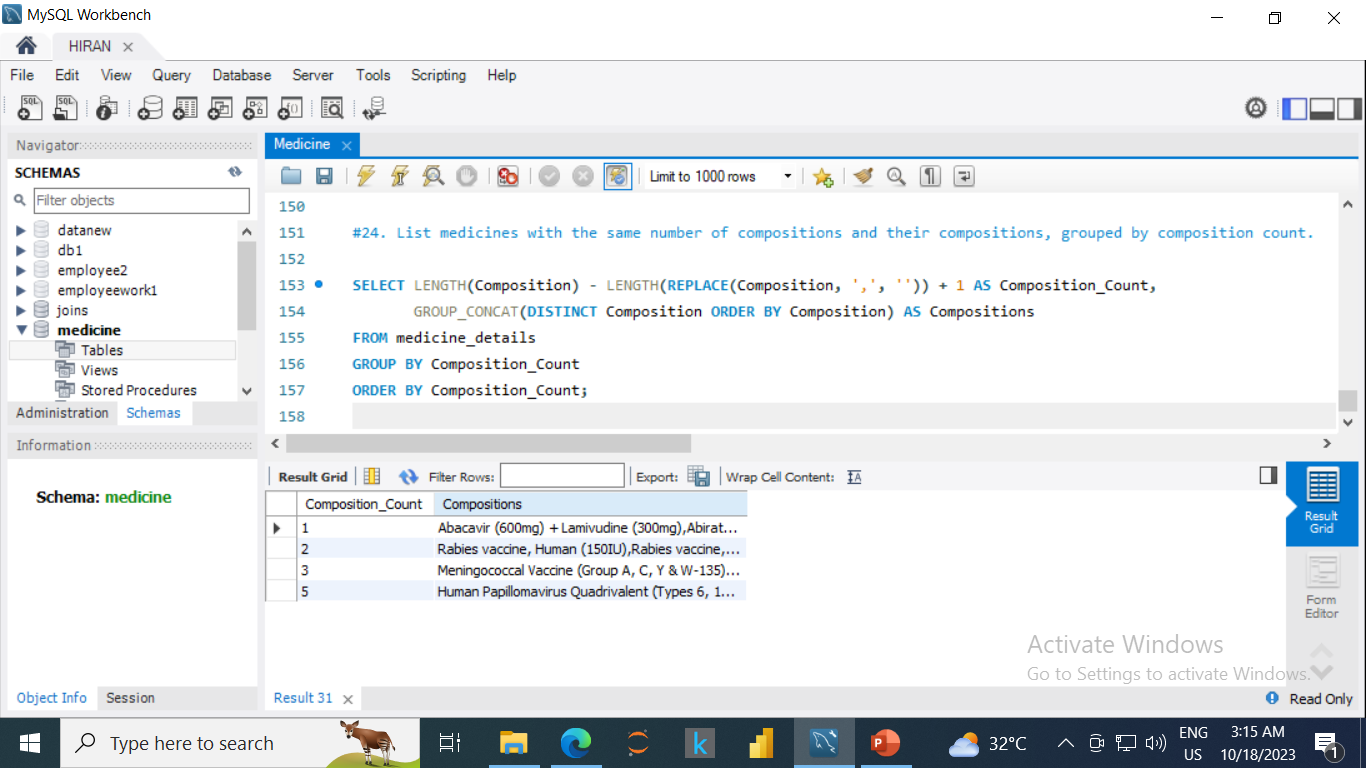 MySQL Workbench
HIRAN
File Edit View Query Database Server Tools Scripting Help
Navigator
SCHEMAS
Filter objects
datanew
db1
employee2
employeework1
joins
medicine
Tables
Views
Stored Procedures
Administration Schemas
Information
Schema: medicine
Object Info Session
Medicine
Limit to 1000 rows
150
151 #24. List medicines with the same number of compositions and their compositions, grouped by composition count.
152
153 SELECT LENGTH(Composition) - LENGTH(REPLACE(Composition, ',', '')) + 1 AS Composition_Count,
154 GROUP_CONCAT(DISTINCT Composition ORDER BY Composition) AS Compositions
155 FROM medicine_details
156 GROUP BY Composition_Count
157 ORDER BY Composition_Count;
158
Result Grid Filter Rows: Export: Wrap Cell Content:
Composition_Count Compositions
1 Abacavir (600mg) + Lamivudine (300mg),Abirat...
2 Rabies vaccine, Human (150IU),Rabies vaccine,...
3 Meningococcal Vaccine (Group A, C, Y & W-135)...
5 Human Papillomavirus Quadrivalent (Types 6, 1...
Result
Grid
Form
Editor
Activate Windows
Go to Settings to activate Windows.
Result 31
Read Only
Type here to search
32°C
ENG
US
3:15 AM
10/18/2023
1